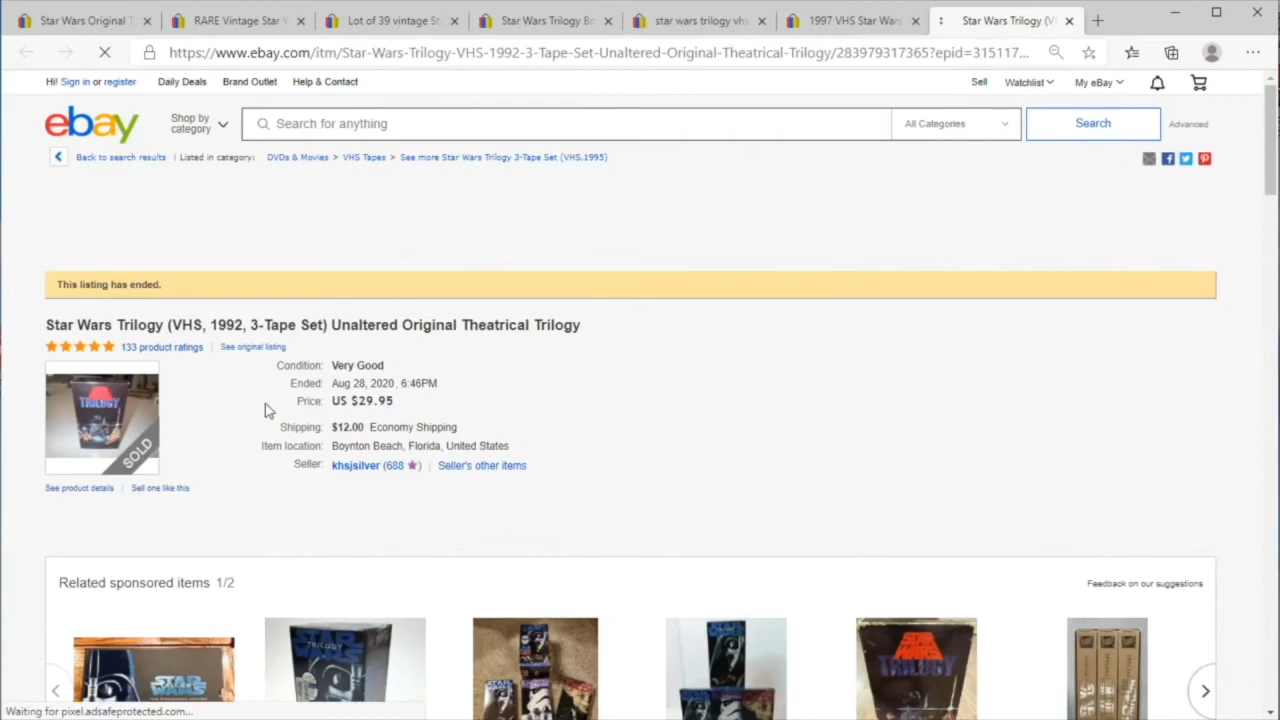 Star Wars Original T
RARE Vintage Star W
Lot of 39 vintage St
Star Wars Trilogy Bo
star wars trilogy vhs
1997 VHS Star Wars
Star Wars Trilogy (V
https://www.ebay.com/itm/Star-Wars-Trilogy-VHS-1992-3-Tape-Set-Unaltered-Original-Theatrical-Trilogy/283979317365?epid=315117...
Hi! Sign in or register
Daily Deals
Brand Outlet
Help & Contact
Sell
Watchlist
My eBay
ebay
Shop by category
Search for anything
All Categories
Search
Advanced
Back to search results | Listed in category: DVDs & Movies > VHS Tapes > See more Star Wars Trilogy 3-Tape Set (VHS,1995)
This listing has ended.
Star Wars Trilogy (VHS, 1992, 3-Tape Set) Unaltered Original Theatrical Trilogy
133 product ratings | See original listing
Condition: Very Good
Ended: Aug 28, 2020 , 6:46PM
Price: US $29.95
Shipping: $12.00 Economy Shipping
Item location: Boynton Beach, Florida, United States
Seller: khsjsilver (688 ) | Seller's other items
TRILOGY
SOLD
See product details | Sell one like this
Related sponsored items 1/2
Feedback on our suggestions
STAR WARS
STAR WARS
TRILOGY
STAR WARS
TRILOGY
Waiting for pixel.adsafeprotected.com...